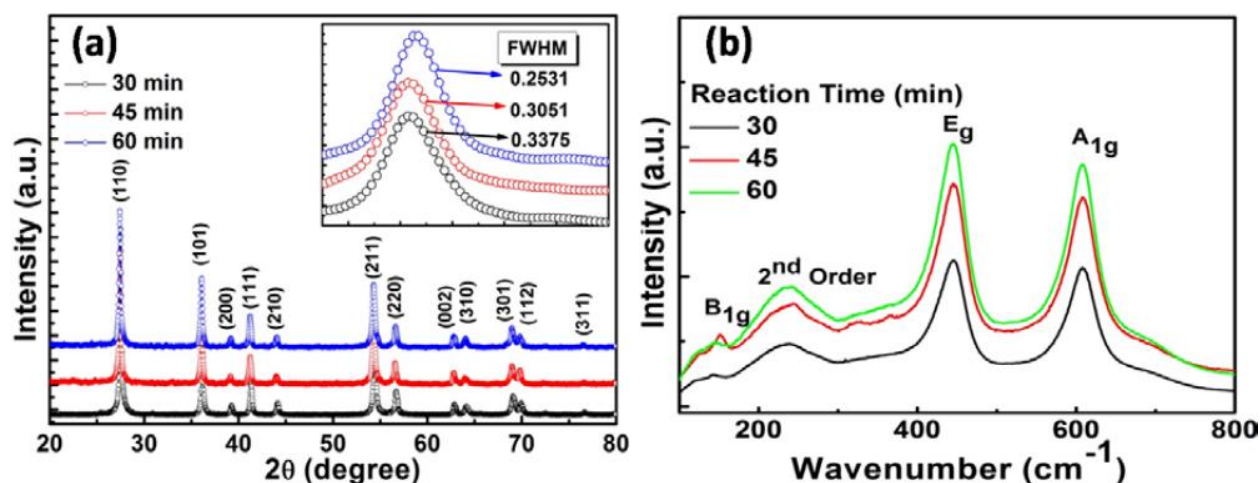 (a)
30 min
45 min
60 min
FWHM
0.2531
0.3051
0.3375
(110)
(101)
(200)
(111)
(210)
(211)
(220)
(002)
(310)
(301)
(112)
(311)
Intensity (a.u.)
20 30 40 50 60 70 80
2θ (degree)
(b)
Reaction Time (min)
30
45
60
B1g
2nd Order
Eg
A1g
Intensity (a.u.)
200 400 600 800
Wavenumber (cm-1)